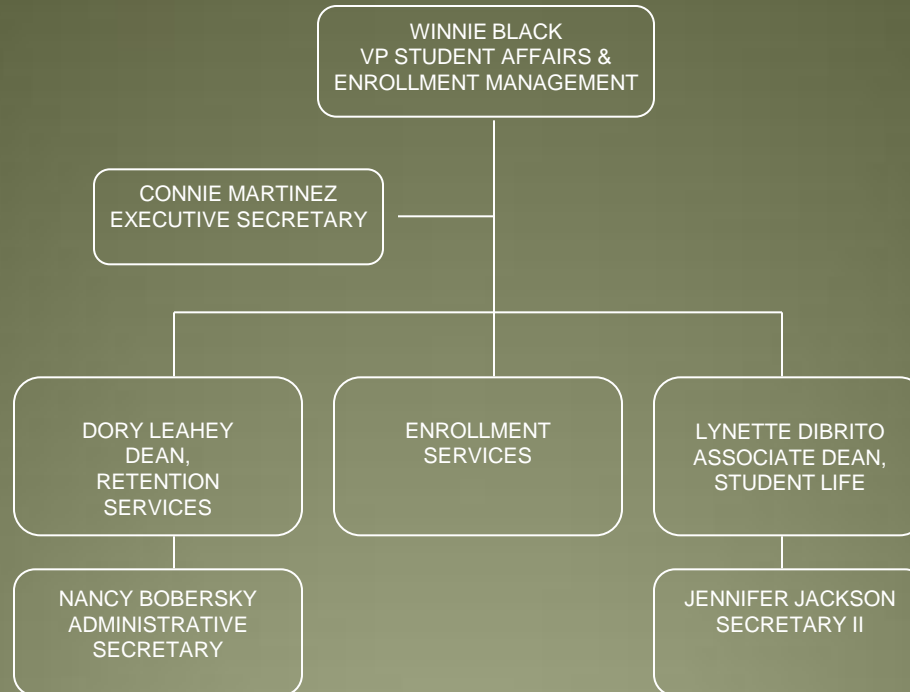 WINNIE BLACK
VP STUDENT AFFAIRS &
ENROLLMENT MANAGEMENT
CONNIE MARTINEZ
EXECUTIVE SECRETARY
DORY LEAHEY
DEAN,
RETENTION
SERVICES
ENROLLMENT
SERVICES
LYNETTE DIBRITO
ASSOCIATE DEAN,
STUDENT LIFE
NANCY BOBERSKY
ADMINISTRATIVE
SECRETARY
JENNIFER JACKSON
SECRETARY II